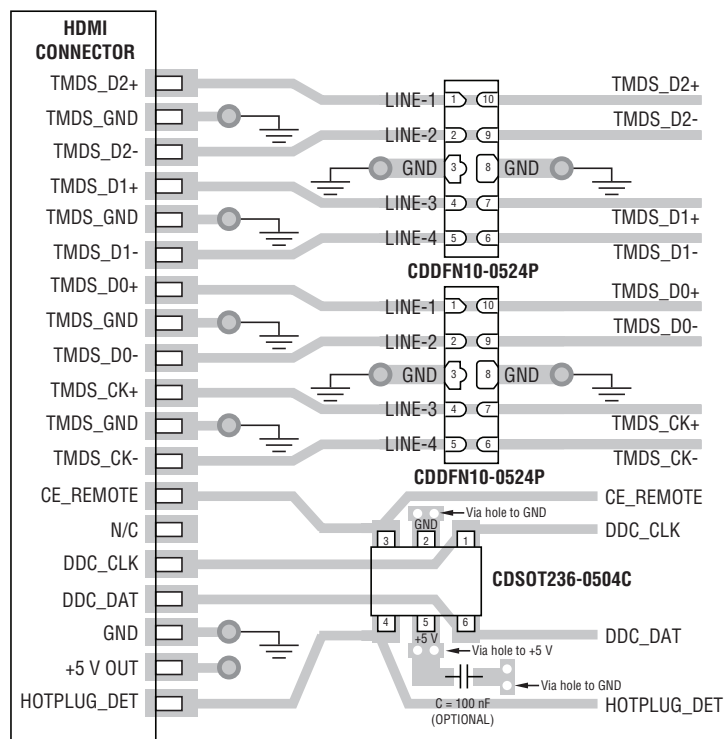 HDMI
CONNECTOR
TMDS_D2+
TMDS_GND
TMDS_D2-
TMDS_D1+
TMDS_GND
TMDS_D1-
TMDS_D0+
TMDS_GND
TMDS_D0-
TMDS_CK+
TMDS_GND
TMDS_CK-
CE_REMOTE
N/C
DDC_CLK
DDC_DAT
GND
+5 V OUT
HOTPLUG_DET
LINE-1 1 10 TMDS_D2+
LINE-2 2 9 TMDS_D2-
GND 3 8 GND
LINE-3 4 7 TMDS_D1+
LINE-4 5 6 TMDS_D1-
CDDFN10-0524P
LINE-1 1 10 TMDS_D0+
LINE-2 2 9 TMDS_D0-
GND 3 8 GND
LINE-3 4 7 TMDS_CK+
LINE-4 5 6 TMDS_CK-
CDDFN10-0524P
CE_REMOTE
Via hole to GND
GND
3 2 1
DDC_CLK
CDSOT236-0504C
4 5 6
+5 V
DDC_DAT
Via hole to +5 V
Via hole to GND
C = 100 nF
(OPTIONAL)
HOTPLUG_DET